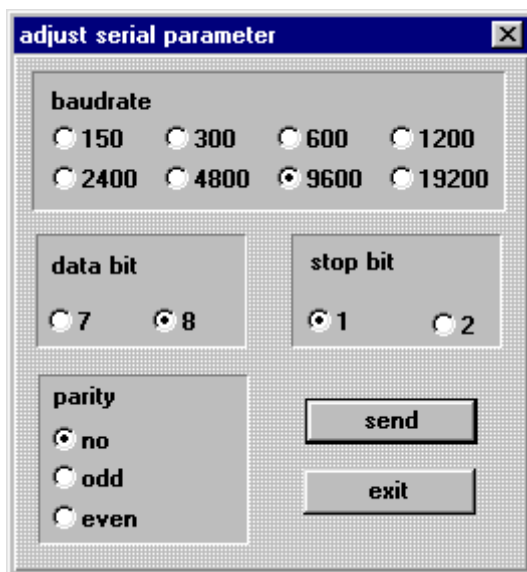 adjust serial parameter
baudrate
150 300 600 1200
2400 4800 9600 19200
data bit
7 8
stop bit
1 2
parity
no
odd
even
send
exit